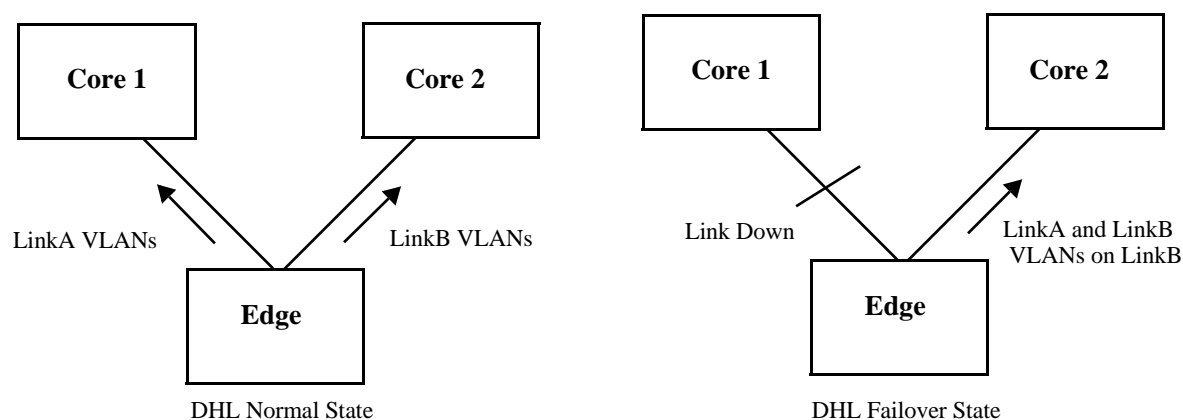 Core 1
Core 2
LinkA VLANs
LinkB VLANs
Edge
DHL Normal State
Core 1
Core 2
Link Down
LinkA and LinkB
VLANs on LinkB
Edge
DHL Failover State